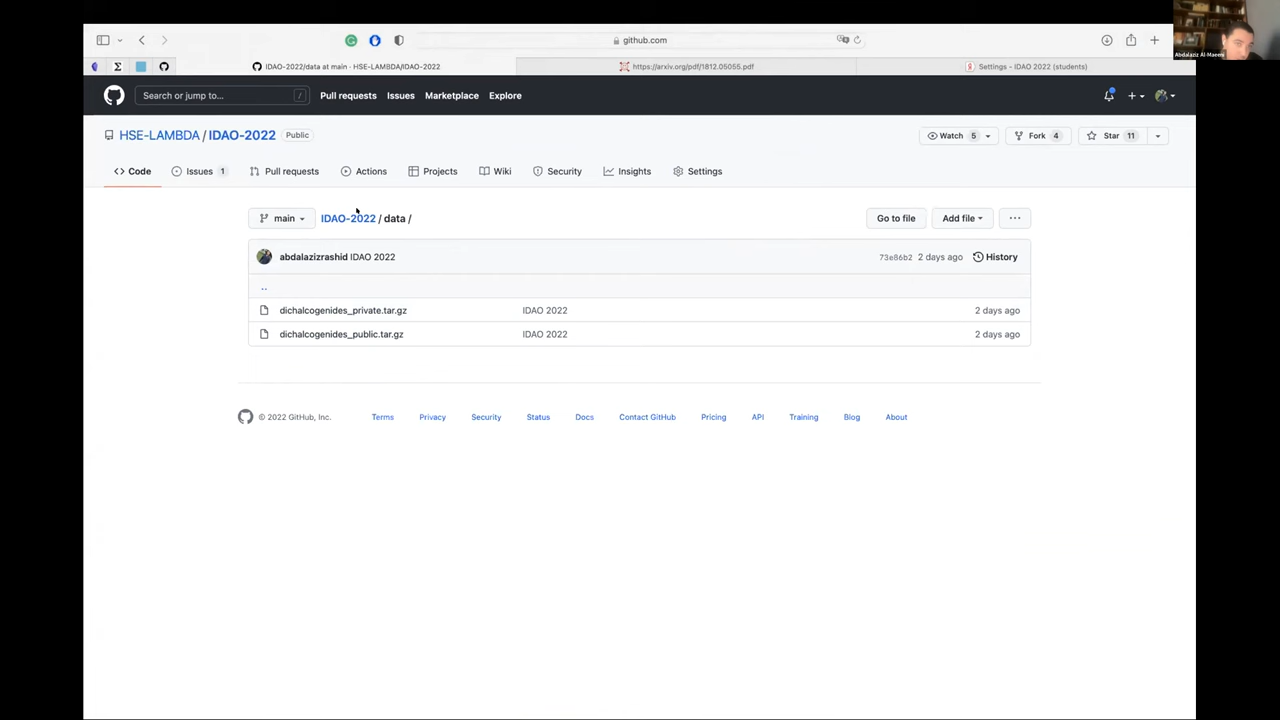 github.com
Abdalaziz Al-Maeeni
IDAO-2022/data at main · HSE-LAMBDA/IDAO-2022
https://arxiv.org/pdf/1812.05055.pdf
Settings - IDAO 2022 (students)
Search or jump to...
/
Pull requests
Issues
Marketplace
Explore
HSE-LAMBDA / IDAO-2022
Public
Watch 5
Fork 4
Star 11
Code
Issues 1
Pull requests
Actions
Projects
Wiki
Security
Insights
Settings
main
IDAO-2022 / data /
Go to file
Add file
...
abdalazizrashid IDAO 2022
73e86b2 2 days ago
History
..
dichalcogenides_private.tar.gz
IDAO 2022
2 days ago
dichalcogenides_public.tar.gz
IDAO 2022
2 days ago
© 2022 GitHub, Inc.
Terms
Privacy
Security
Status
Docs
Contact GitHub
Pricing
API
Training
Blog
About